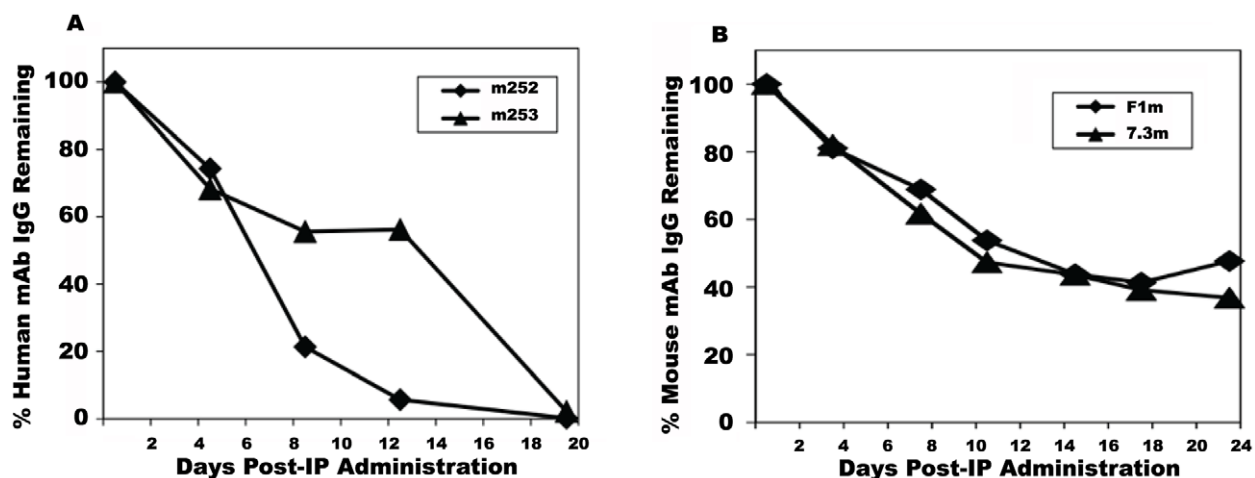 A
% Human mAb IgG Remaining
100
80
60
40
20
0
m252
m253
2 4 6 8 10 12 14 16 18 20
Days Post-IP Administration
B
% Mouse mAb IgG Remaining
100
80
60
40
20
0
F1m
7.3m
2 4 6 8 10 12 14 16 18 20 24
Days Post-IP Administration